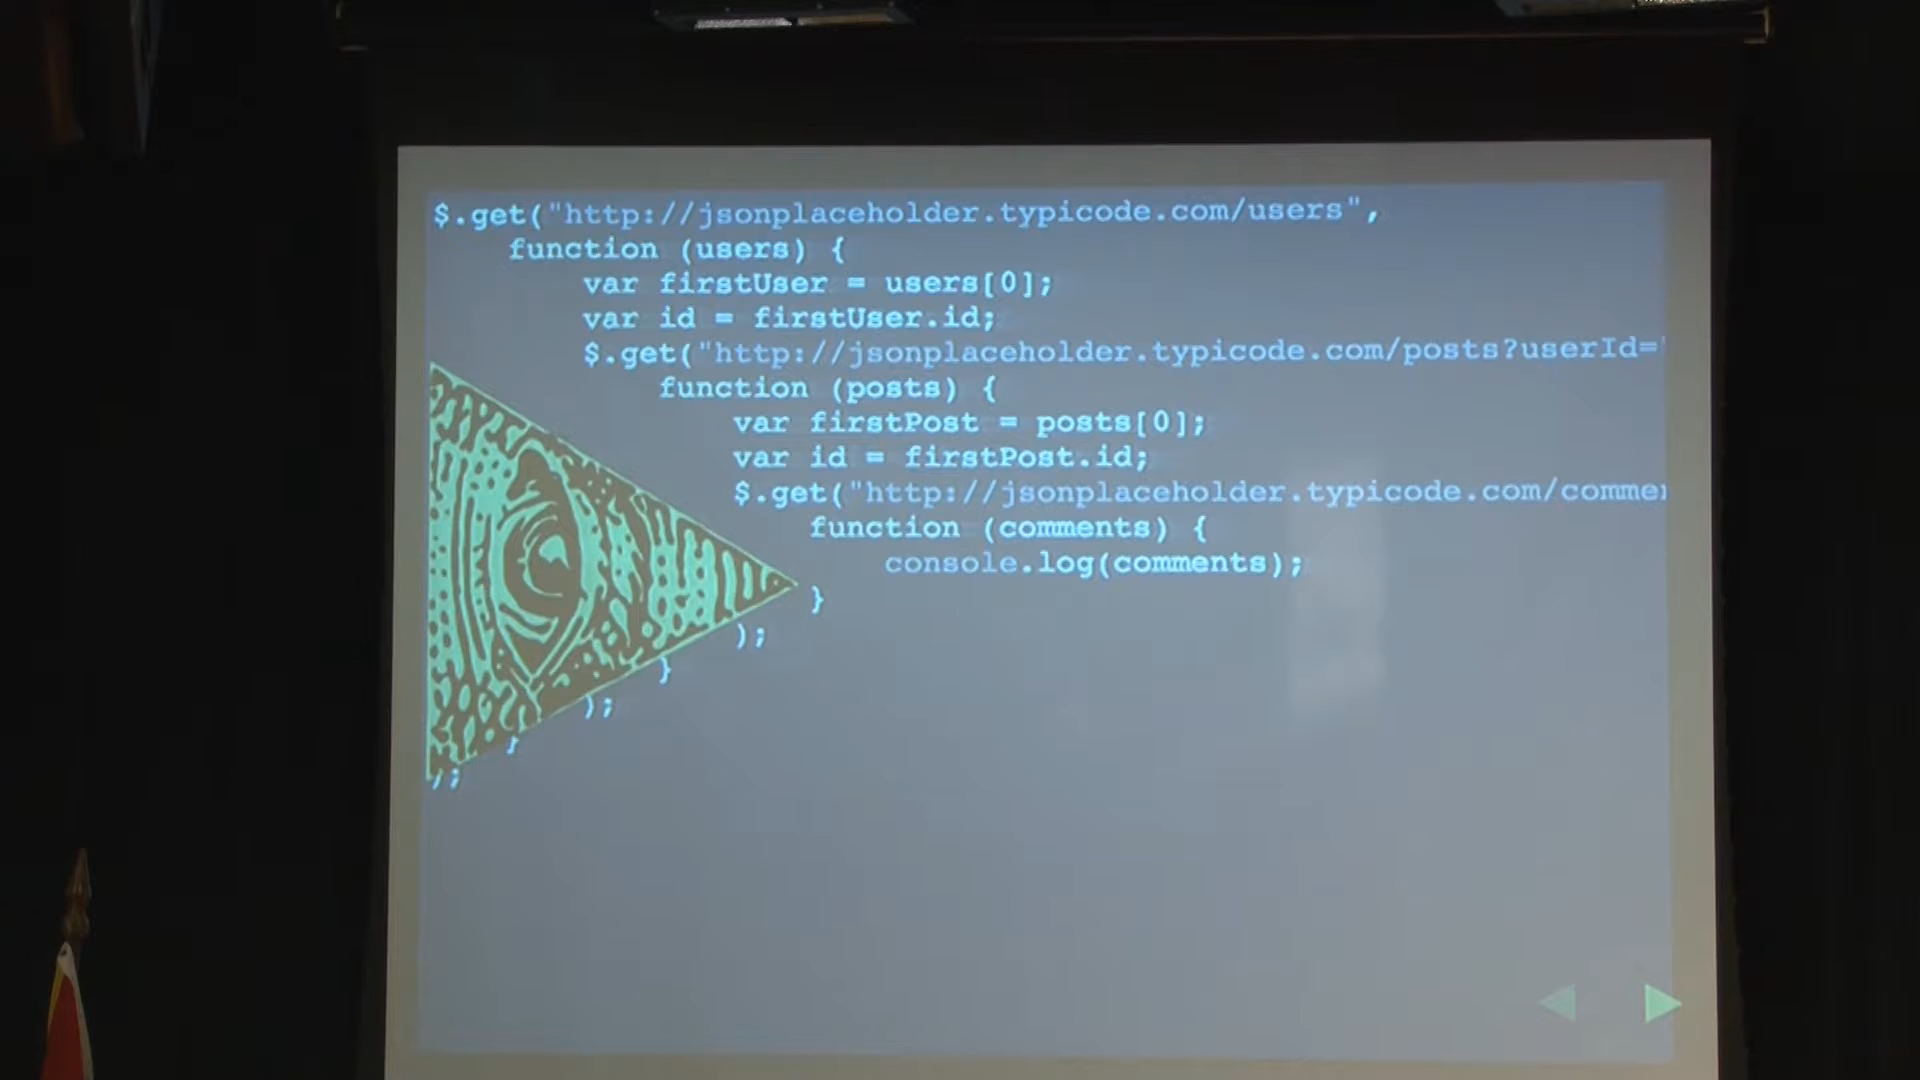 $.get("http://jsonplaceholder.typicode.com/users",
function (users) {
var firstUser = users[0];
var id = firstUser.id;
$.get("http://jsonplaceholder.typicode.com/posts?userId=
function (posts) {
var firstPost = posts[0];
var id = firstPost.id;
$.get("http://jsonplaceholder.typicode.com/comme
function (comments) {
console.log(comments);
}
);
}
);
}
);